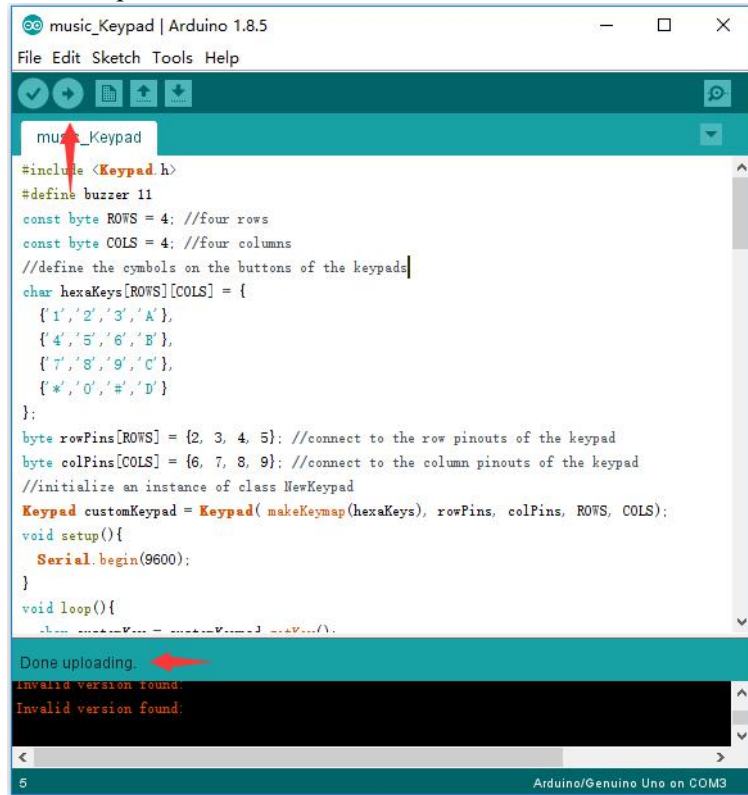 music_Keypad | Arduino 1.8.5
File Edit Sketch Tools Help
music_Keypad
#include <Keypad.h>
#define buzzer 11
const byte ROWS = 4; //four rows
const byte COLS = 4; //four columns
//define the cymbols on the buttons of the keypads
char hexaKeys[ROWS][COLS] = {
{'1','2','3','A'},
{'4','5','6','B'},
{'7','8','9','C'},
{'*','0','#','D'}
};
byte rowPins[ROWS] = {2, 3, 4, 5}; //connect to the row pinouts of the keypad
byte colPins[COLS] = {6, 7, 8, 9}; //connect to the column pinouts of the keypad
//initialize an instance of class NewKeypad
Keypad customKeypad = Keypad( makeKeymap(hexaKeys), rowPins, colPins, ROWS, COLS);
void setup(){
Serial.begin(9600);
}
void loop(){
char customKey = customKeypad.getKey();
Done uploading.
Invalid version found:
Invalid version found:
5
Arduino/Genuino Uno on COM3